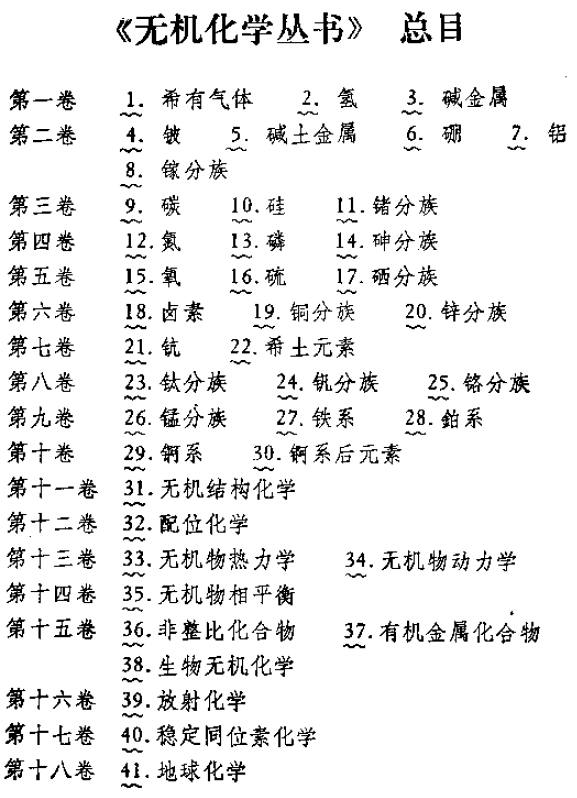 《无机化学丛书》 总目
第一卷 1. 希有气体 2. 氢 3. 碱金属
第二卷 4. 铍 5. 碱土金属 6. 硼 7. 铝
8. 镓分族
第三卷 9. 碳 10. 硅 11. 锗分族
第四卷 12. 氮 13. 磷 14. 砷分族
第五卷 15. 氧 16. 硫 17. 硒分族
第六卷 18. 卤素 19. 铜分族 20. 锌分族
第七卷 21. 钪 22. 希土元素
第八卷 23. 钛分族 24. 钒分族 25. 铬分族
第九卷 26. 锰分族 27. 铁系 28. 鉑系
第十卷 29. 錒系 30. 錒系后元素
第十一卷 31. 无机结构化学
第十二卷 32. 配位化学
第十三卷 33. 无机物热力学 34. 无机物动力学
第十四卷 35. 无机物相平衡
第十五卷 36. 非整比化合物 37. 有机金属化合物
38. 生物无机化学
第十六卷 39. 放射化学
第十七卷 40. 稳定同位素化学
第十八卷 41. 地球化学